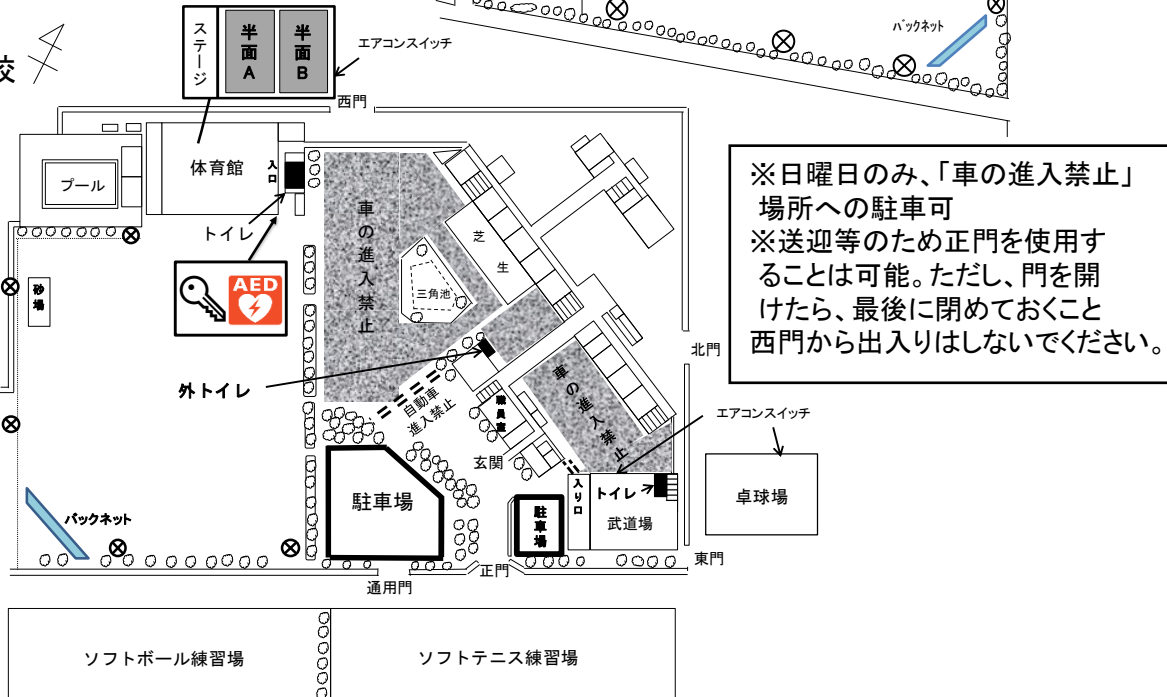 バックネット
校
ステージ
半面A
半面B
エアコンスイッチ
西門
体育館
入口
プール
トイレ
AED
砂場
車の進入禁止
芝生
三角池
※日曜日のみ、「車の進入禁止」
場所への駐車可
※送迎等のため正門を使用す
ることは可能。ただし、門を開
けたら、最後に閉めておくこと
西門から出入りはしないでください。
北門
外トイレ
自動車
進入禁止
職員室
車の進入禁止
エアコンスイッチ
玄関
駐車場
駐車場
入り口
トイレ
武道場
卓球場
バックネット
東門
正門
通用門
ソフトボール練習場
ソフトテニス練習場